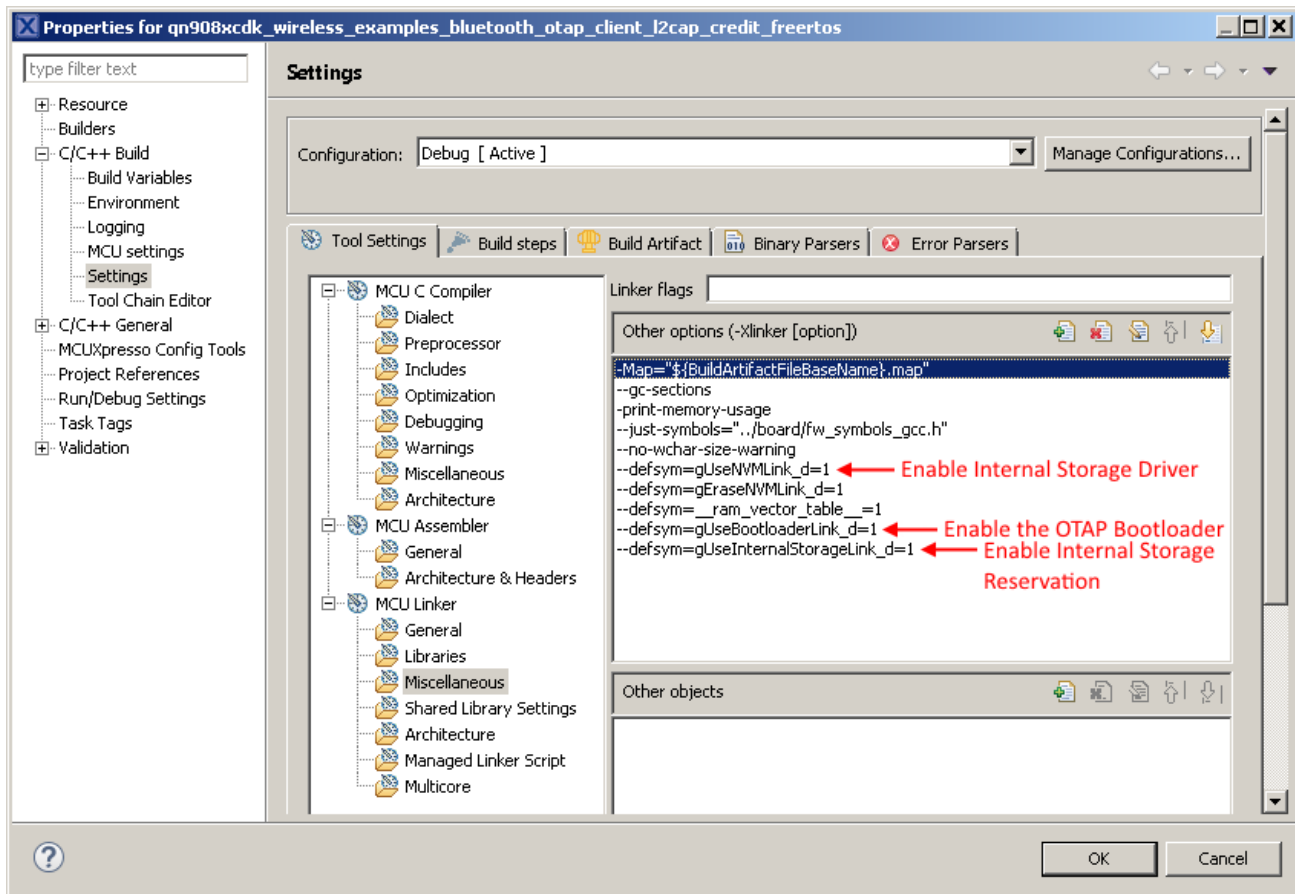 Properties for qn908xcdk_wireless_examples_bluetooth_otap_client_l2cap_credit_freertos
type filter text
Resource
Builders
C/C++ Build
Build Variables
Environment
Logging
MCU settings
Settings
Tool Chain Editor
C/C++ General
MCUXpresso Config Tools
Project References
Run/Debug Settings
Task Tags
Validation
Settings
Configuration: Debug [ Active ] Manage Configurations...
Tool Settings Build steps Build Artifact Binary Parsers Error Parsers
MCU C Compiler
Dialect
Preprocessor
Includes
Optimization
Debugging
Warnings
Miscellaneous
Architecture
MCU Assembler
General
Architecture & Headers
MCU Linker
General
Libraries
Miscellaneous
Shared Library Settings
Architecture
Managed Linker Script
Multicore
Linker flags
Other options (-Xlinker [option])
-Map="${BuildArtifactFileBaseName}.map"
--gc-sections
-print-memory-usage
--just-symbols="../board/fw_symbols_gcc.h"
--no-wchar-size-warning
--defsym=gUseNVMLink_d=1 Enable Internal Storage Driver
--defsym=gEraseNVMLink_d=1
--defsym=__ram_vector_table__=1
--defsym=gUseBootloaderLink_d=1 Enable the OTAP Bootloader
--defsym=gUseInternalStorageLink_d=1 Enable Internal Storage
Reservation
Other objects
OK Cancel